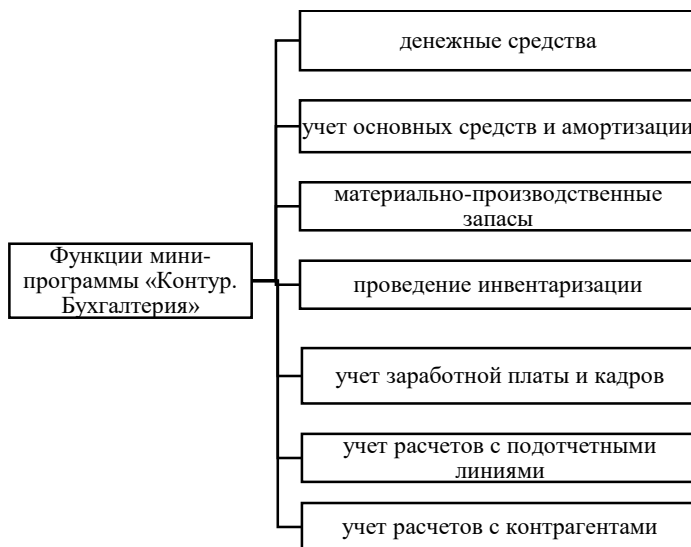 денежные средства
учет основных средств и амортизации
материально-производственные
запасы
Функции мини-
программы «Контур.
Бухгалтерия»
проведение инвентаризации
учет заработной платы и кадров
учет расчетов с подотчетными
линиями
учет расчетов с контрагентами